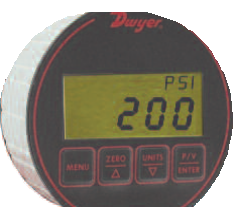 Dwyer
PSI
200
MENU
ZERO
△
UNITS
▽
P/V
ENTER